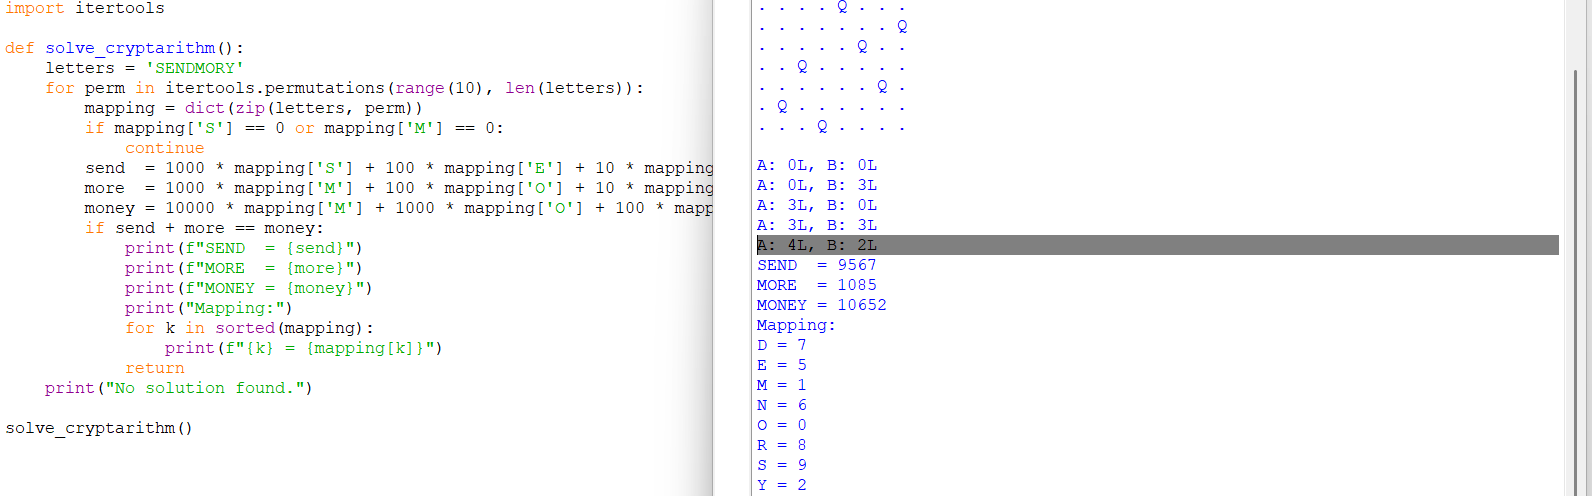 import itertools

def solve_cryptarithm():
    letters = 'SENDMORY'
    for perm in itertools.permutations(range(10), len(letters)):
        mapping = dict(zip(letters, perm))
        if mapping['S'] == 0 or mapping['M'] == 0:
            continue
        send  = 1000 * mapping['S'] + 100 * mapping['E'] + 10 * mapping
        more  = 1000 * mapping['M'] + 100 * mapping['O'] + 10 * mapping
        money = 10000 * mapping['M'] + 1000 * mapping['O'] + 100 * mapp
        if send + more == money:
            print(f"SEND  = {send}")
            print(f"MORE  = {more}")
            print(f"MONEY = {money}")
            print("Mapping:")
            for k in sorted(mapping):
                print(f"{k} = {mapping[k]}")
            return
    print("No solution found.")

solve_cryptarithm()
. . . . Q . . .
. . . . . . . Q
. . . . . Q . .
. . Q . . . . .
. . . . . . Q .
. Q . . . . . .
. . . Q . . . .

A: 0L, B: 0L
A: 0L, B: 3L
A: 3L, B: 0L
A: 3L, B: 3L
A: 4L, B: 2L
SEND  = 9567
MORE  = 1085
MONEY = 10652
Mapping:
D = 7
E = 5
M = 1
N = 6
O = 0
R = 8
S = 9
Y = 2